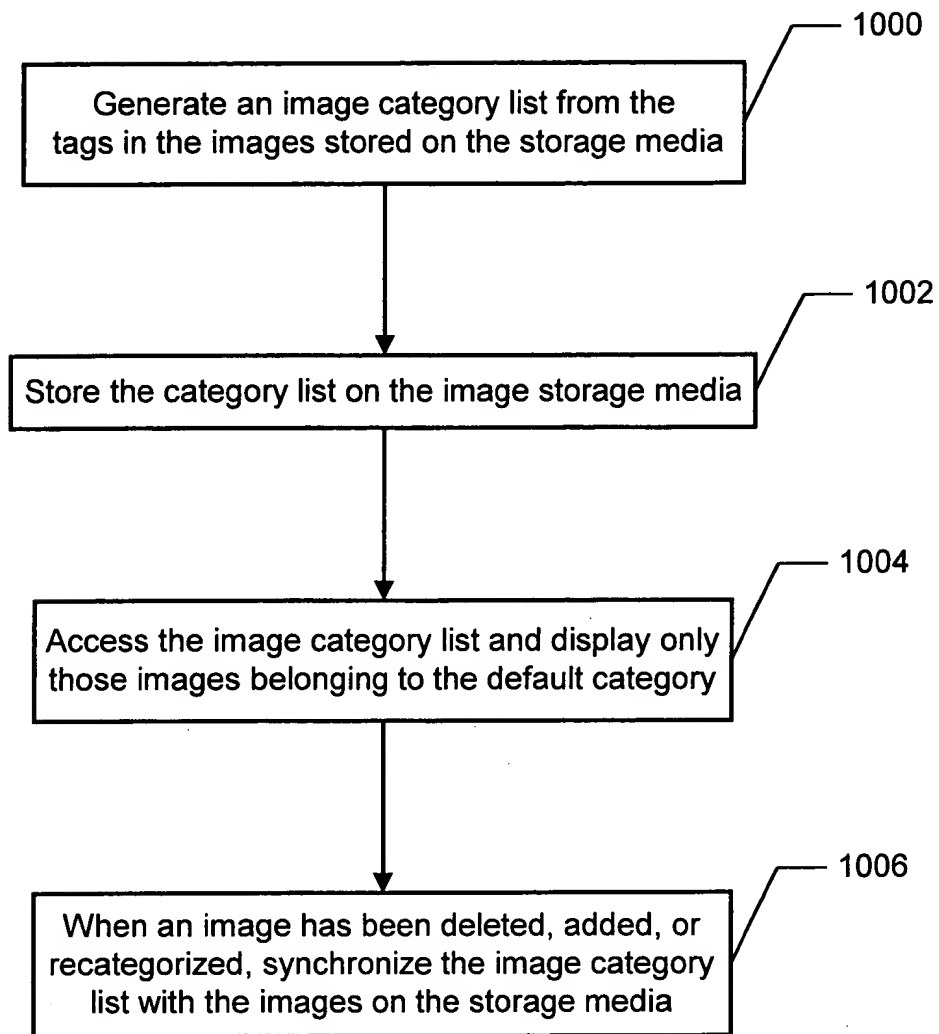 1000
Generate an image category list from the
tags in the images stored on the storage media
1002
Store the category list on the image storage media
1004
Access the image category list and display only
those images belonging to the default category
1006
When an image has been deleted, added, or
recategorized, synchronize the image category
list with the images on the storage media